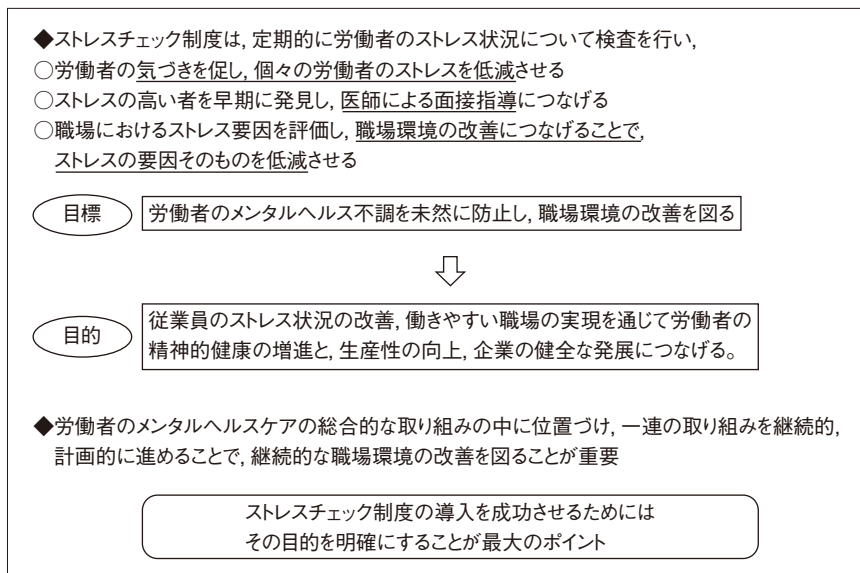 ◆ストレスチェック制度は，定期的に労働者のストレス状況について検査を行い，
○労働者の気づきを促し，個々の労働者のストレスを低減させる
○ストレスの高い者を早期に発見し，医師による面接指導につなげる
○職場におけるストレス要因を評価し，職場環境の改善につなげることで，
ストレスの要因そのものを低減させる
目標 労働者のメンタルヘルス不調を未然に防止し，職場環境の改善を図る
従業員のストレス状況の改善，働きやすい職場の実現を通じて労働者の
目的
精神的健康の増進と，生産性の向上，企業の健全な発展につなげる。
◆労働者のメンタルヘルスケアの総合的な取り組みの中に位置づけ，一連の取り組みを継続的，
計画的に進めることで，継続的な職場環境の改善を図ることが重要
ストレスチェック制度の導入を成功させるためには
その目的を明確にすることが最大のポイント